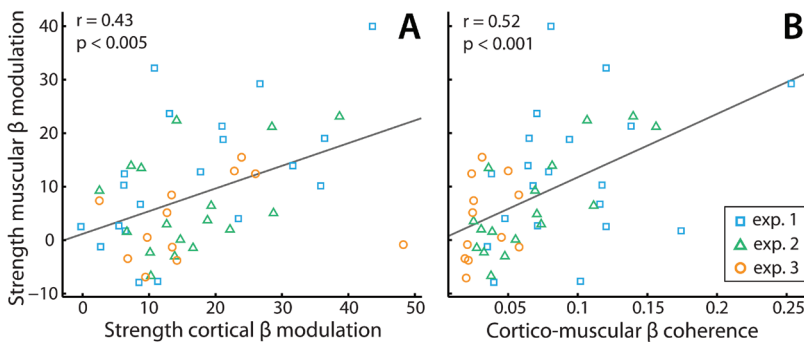 r = 0.43
p < 0.005
A
r = 0.52
p < 0.001
B
Strength muscular β modulation
40
30
20
10
0
−10
0
10
20
30
40
50
Strength cortical β modulation
0.05
0.1
0.15
0.2
0.25
Cortico-muscular β coherence
exp. 1
exp. 2
exp. 3